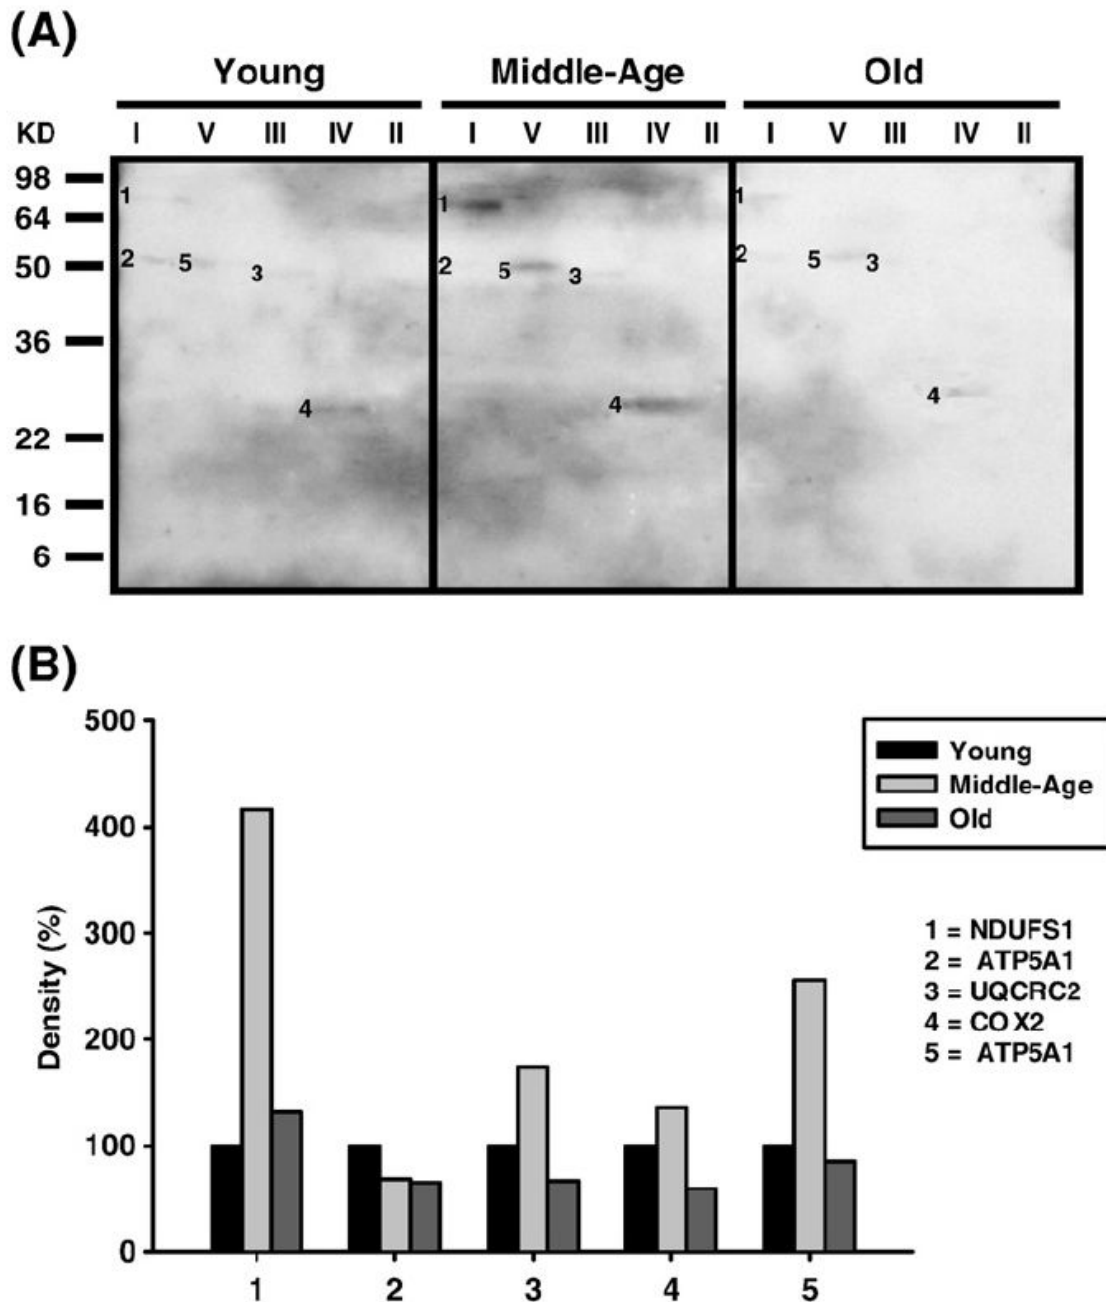 (A)
Young Middle-Age Old
KD I V III IV II I V III IV II I V III IV II
98
1 1 1
64
2 5 3 2 5 3 2 5 3
50
36
4 4 4
22
16
6
(B)
500
400
300
200
100
0
Density (%)
1 2 3 4 5
Young
Middle-Age
Old
1 = NDUFS1
2 = ATP5A1
3 = UQCRC2
4 = COX2
5 = ATP5A1